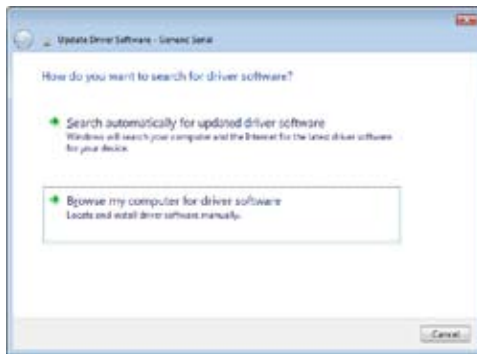 Update Driver Software - Generic Serial
How do you want to search for driver software?
Search automatically for updated driver software
Windows will search your computer and the Internet for the latest driver software
for your device.
Browse my computer for driver software
Locate and install driver software manually.
Cancel